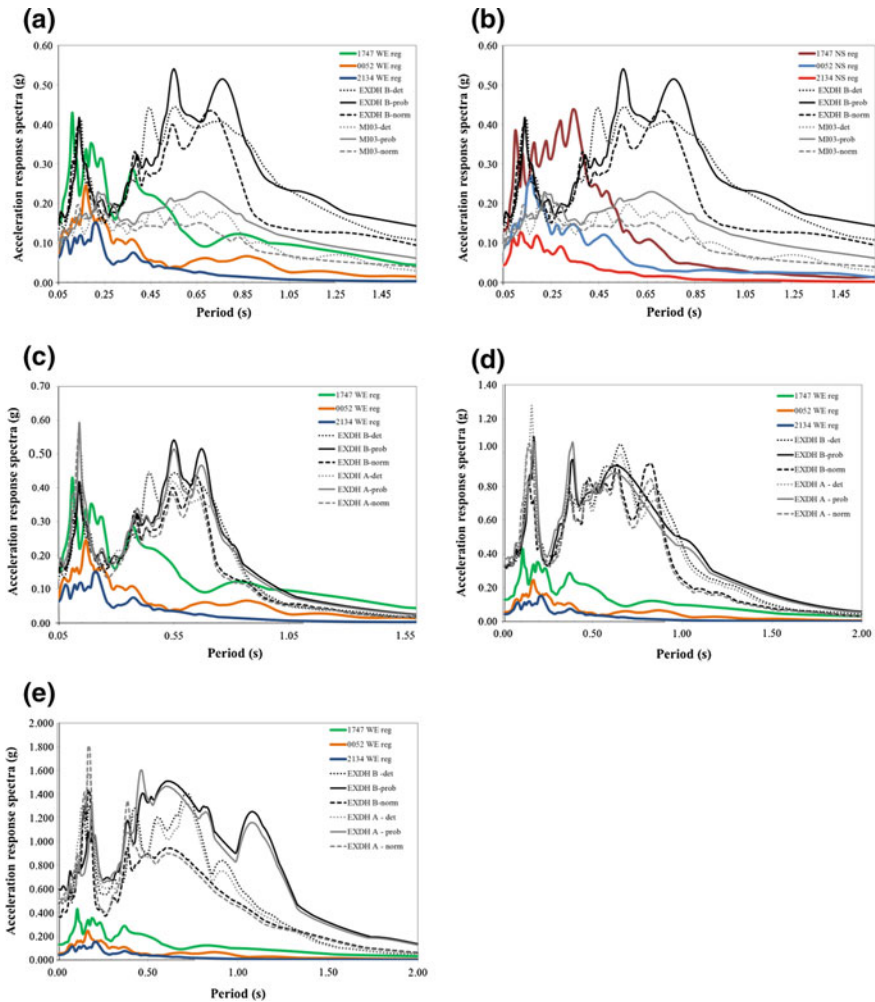 (a)
Acceleration response spectra (g)
0.60
0.50
0.40
0.30
0.20
0.10
0.00
0.05 0.25 0.45 0.65 0.85 1.05 1.25 1.45
Period (s)
1747 WE reg
0052 WE reg
2134 WE reg
EXDH B-det
EXDH B-prob
EXDH B-norm
MI03-det
MI03-prob
MI03-norm
(b)
Acceleration response spectra (g)
0.60
0.50
0.40
0.30
0.20
0.10
0.00
0.05 0.25 0.45 0.65 0.85 1.05 1.25 1.45
Period (s)
1747 NS reg
0052 NS reg
2134 NS reg
EXDH B-det
EXDH B-prob
EXDH B-norm
MI03-det
MI03-prob
MI03-norm
(c)
Acceleration response spectra (g)
0.70
0.60
0.50
0.40
0.30
0.20
0.10
0.00
0.05 0.55 1.05 1.55
Period (s)
1747 WE reg
0052 WE reg
2134 WE reg
EXDH B-det
EXDH B-prob
EXDH B-norm
EXDH A-det
EXDH A-prob
EXDH A-norm
(d)
Acceleration response spectra (g)
1.40
1.20
1.00
0.80
0.60
0.40
0.20
0.00
0.00 0.50 1.00 1.50 2.00
Period (s)
1747 WE reg
0052 WE reg
2134 WE reg
EXDH B -det
EXDH B-prob
EXDH B-norm
EXDH A - det
EXDH A - prob
EXDH A - norm
(e)
Acceleration response spectra (g)
2.000
1.800
1.600
1.400
1.200
1.000
0.800
0.600
0.400
0.200
0.000
0.00 0.50 1.00 1.50 2.00
Period (s)
1747 WE reg
0052 WE reg
2134 WE reg
EXDH B -det
EXDH B-prob
EXDH B-norm
EXDH A - det
EXDH A - prob
EXDH A - norm